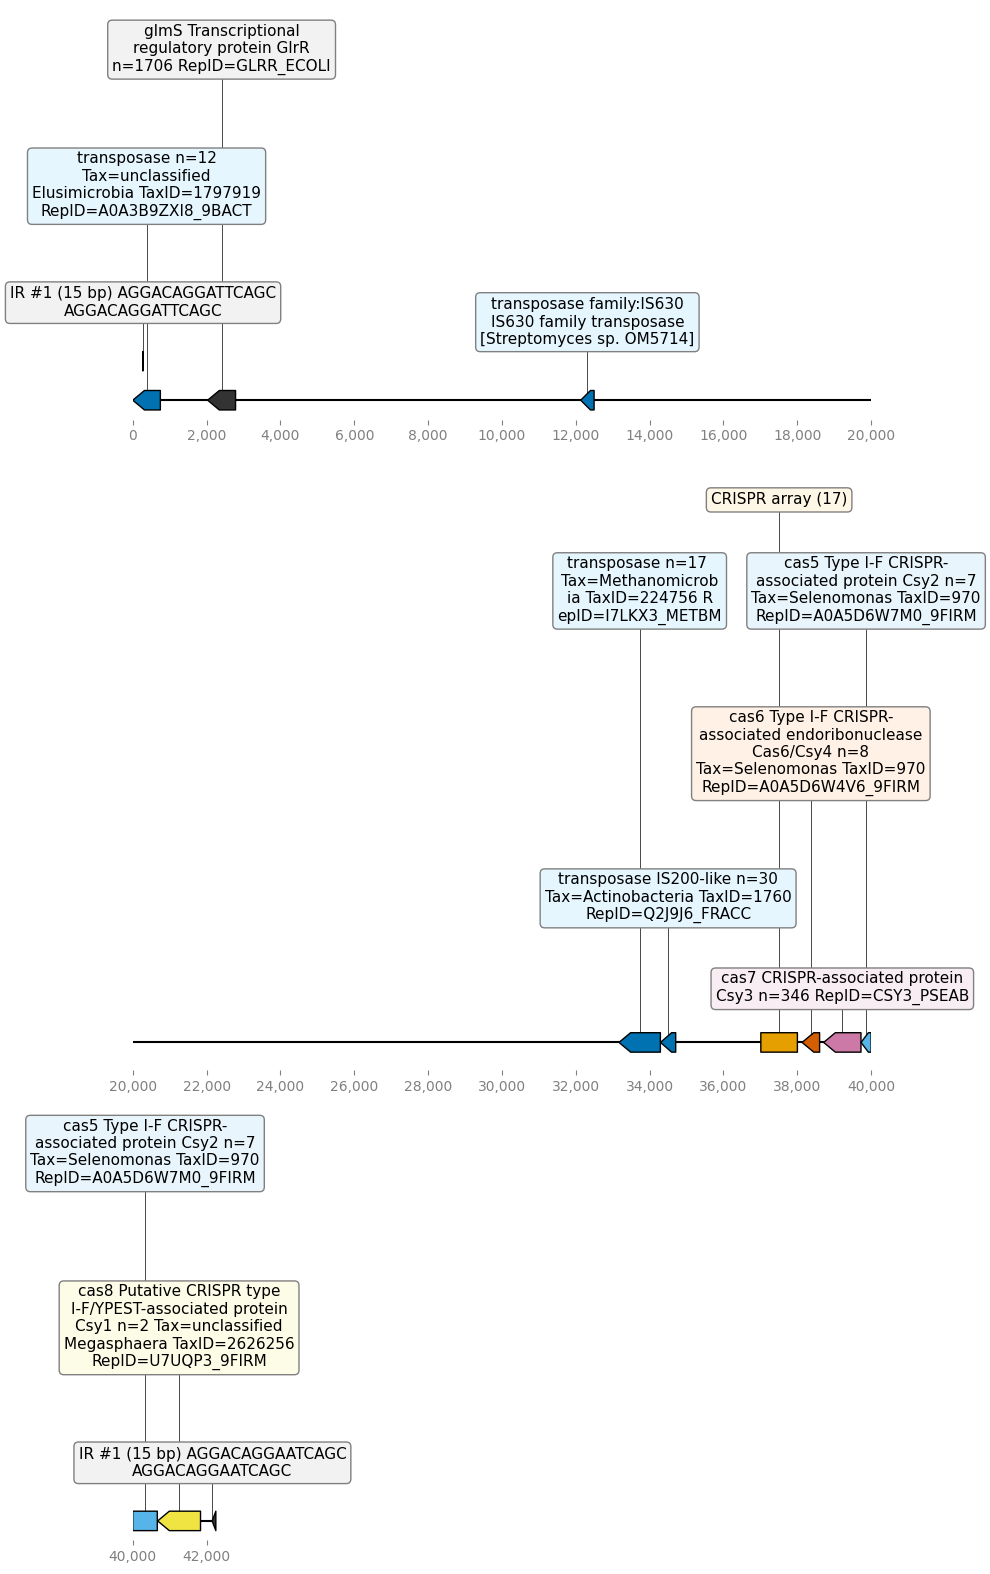 glmS Transcriptional
regulatory protein GlrR
n=1706 RepID=GLRR_ECOLI
transposase n=12
Tax=unclassified
Elusimicrobia TaxID=1797919
RepID=A0A3B9ZXI8_9BACT
IR #1 (15 bp) AGGACAGGATTCAGC
AGGACAGGATTCAGC
transposase family:IS630
IS630 family transposase
[Streptomyces sp. OM5714]
0 2,000 4,000 6,000 8,000 10,000 12,000 14,000 16,000 18,000 20,000
CRISPR array (17)
transposase n=17
Tax=Methanomicrob
ia TaxID=224756 R
epID=I7LKX3_METBM
cas5 Type I-F CRISPR-
associated protein Csy2 n=7
Tax=Selenomonas TaxID=970
RepID=A0A5D6W7M0_9FIRM
cas6 Type I-F CRISPR-
associated endoribonuclease
Cas6/Csy4 n=8
Tax=Selenomonas TaxID=970
RepID=A0A5D6W4V6_9FIRM
transposase IS200-like n=30
Tax=Actinobacteria TaxID=1760
RepID=Q2J9J6_FRACC
cas7 CRISPR-associated protein
Csy3 n=346 RepID=CSY3_PSEAB
20,000 22,000 24,000 26,000 28,000 30,000 32,000 34,000 36,000 38,000 40,000
cas5 Type I-F CRISPR-
associated protein Csy2 n=7
Tax=Selenomonas TaxID=970
RepID=A0A5D6W7M0_9FIRM
cas8 Putative CRISPR type
I-F/YPEST-associated protein
Csy1 n=2 Tax=unclassified
Megasphaera TaxID=2626256
RepID=U7UQP3_9FIRM
IR #1 (15 bp) AGGACAGGAATCAGC
AGGACAGGAATCAGC
40,000 42,000